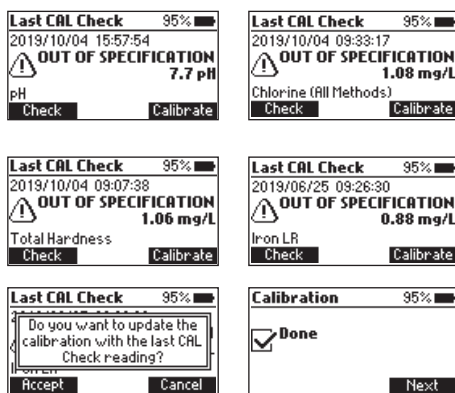 Last CAL Check 95%
2019/10/04 15:57:54
OUT OF SPECIFICATION
7.7 pH
pH
Check Calibrate
Last CAL Check 95%
2019/10/04 09:33:17
OUT OF SPECIFICATION
1.08 mg/L
Chlorine (All Methods)
Check Calibrate
Last CAL Check 95%
2019/10/04 09:07:38
OUT OF SPECIFICATION
1.06 mg/L
Total Hardness
Check Calibrate
Last CAL Check 95%
2019/06/25 09:26:30
OUT OF SPECIFICATION
0.88 mg/L
Iron LR
Check Calibrate
Last CAL Check 95%
Do you want to update the
calibration with the last CAL
Check reading?
Accept Cancel
Calibration 95%
Done
Next